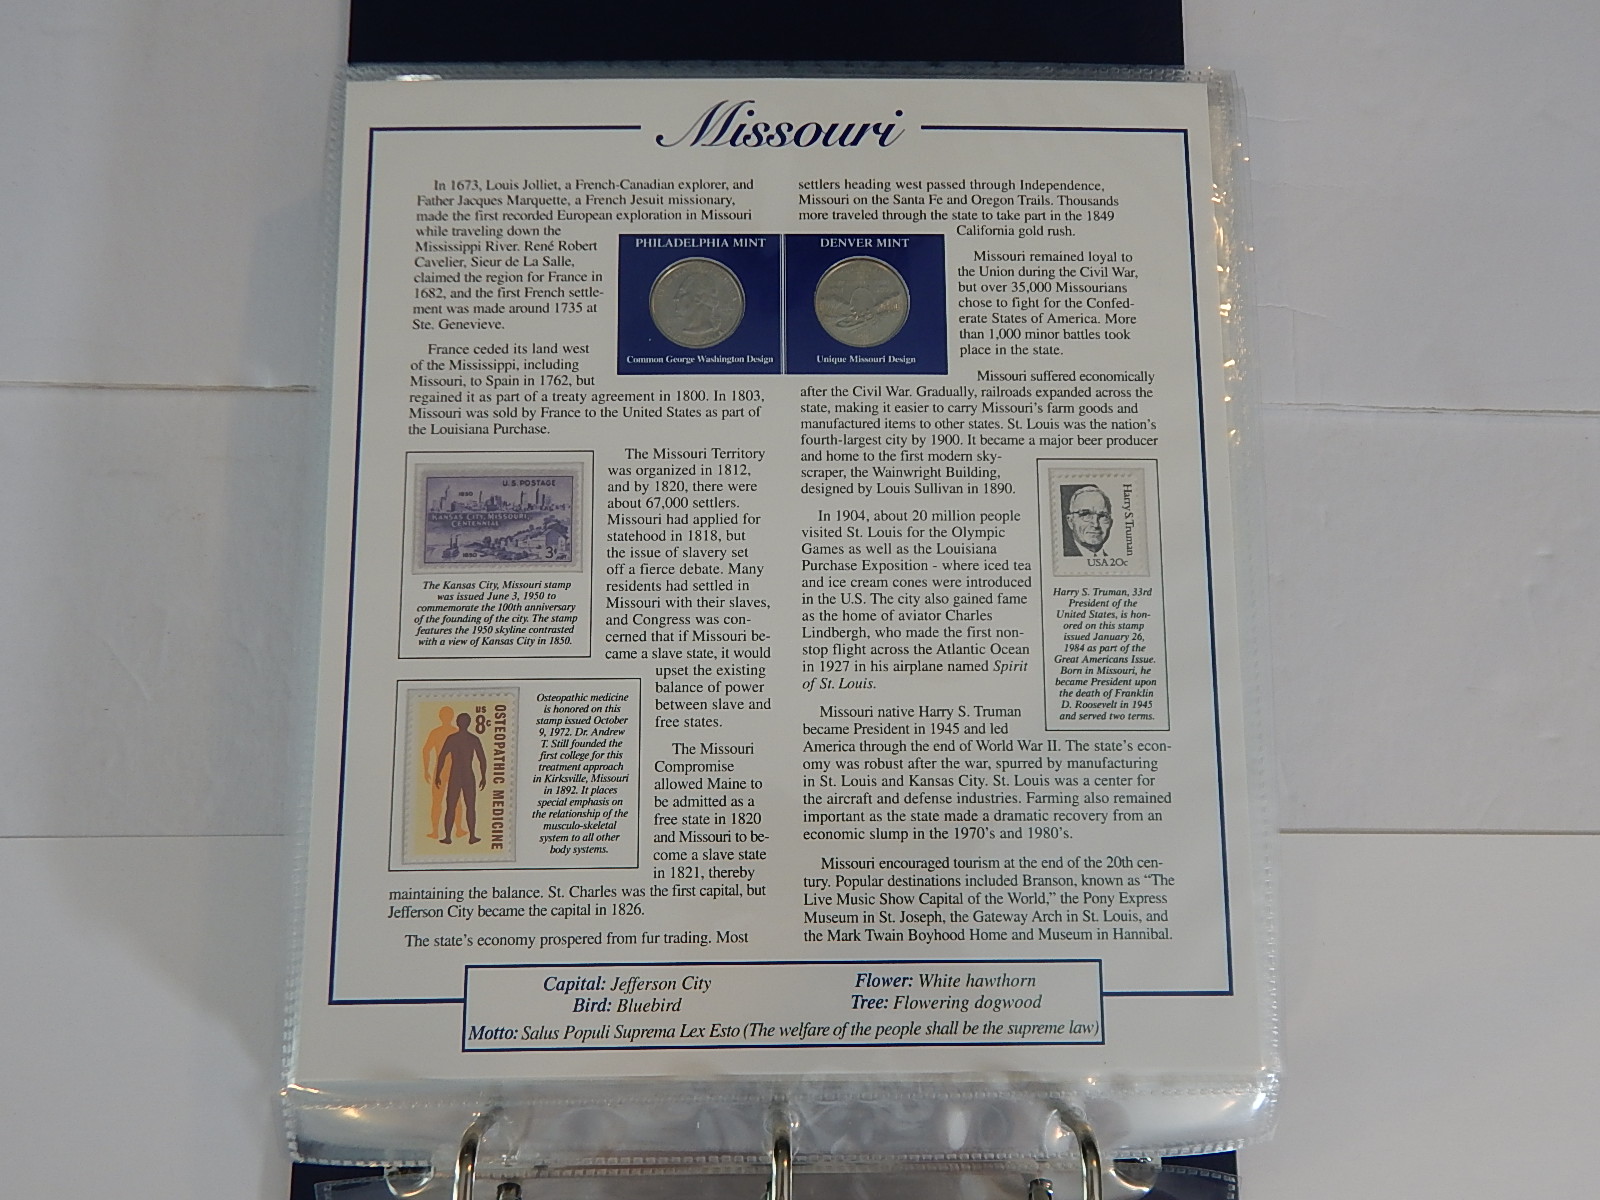 Missouri
In 1673, Louis Jolliet, a French-Canadian explorer, and
Father Jacques Marquette, a French Jesuit missionary,
made the first recorded European exploration in Missouri
while traveling down the
Mississippi River. René Robert
Cavelier, Sieur de La Salle,
claimed the region for France in
1682, and the first French settle-
ment was made around 1735 at
Ste. Genevieve.
France ceded its land west
of the Mississippi, including
Missouri, to Spain in 1762, but
regained it as part of a treaty agreement in 1800. In 1803,
Missouri was sold by France to the United States as part of
the Louisiana Purchase.
The Missouri Territory
was organized in 1812,
and by 1820, there were
about 67,000 settlers.
Missouri had applied for
statehood in 1818, but
the issue of slavery set
off a fierce debate. Many
residents had settled in
Missouri with their slaves,
and Congress was con-
cerned that if Missouri be-
came a slave state, it would
upset the existing
balance of power
between slave and
free states.
The Missouri
Compromise
allowed Maine to
be admitted as a
free state in 1820
and Missouri to be-
come a slave state
in 1821, thereby
maintaining the balance. St. Charles was the first capital, but
Jefferson City became the capital in 1826.
The state's economy prospered from fur trading. Most
U.S. POSTAGE
1950
KANSAS CITY, MISSOURI
CENTENNIAL
1850
3¢
The Kansas City, Missouri stamp
was issued June 3, 1950 to
commemorate the 100th anniversary
of the founding of the city. The stamp
features the 1950 skyline contrasted
with a view of Kansas City in 1850.
US
8c
OSTEOPATHIC MEDICINE
Osteopathic medicine
is honored on this
stamp issued October
9, 1972. Dr. Andrew
T. Still founded the
first college for this
treatment approach
in Kirksville, Missouri
in 1892. It places
special emphasis on
the relationship of the
musculo-skeletal
system to all other
body systems.
PHILADELPHIA MINT
Common George Washington Design
DENVER MINT
Unique Missouri Design
settlers heading west passed through Independence,
Missouri on the Santa Fe and Oregon Trails. Thousands
more traveled through the state to take part in the 1849
California gold rush.
Missouri remained loyal to
the Union during the Civil War,
but over 35,000 Missourians
chose to fight for the Confed-
erate States of America. More
than 1,000 minor battles took
place in the state.
Missouri suffered economically
after the Civil War. Gradually, railroads expanded across the
state, making it easier to carry Missouri's farm goods and
manufactured items to other states. St. Louis was the nation's
fourth-largest city by 1900. It became a major beer producer
and home to the first modern sky-
scraper, the Wainwright Building,
designed by Louis Sullivan in 1890.
In 1904, about 20 million people
visited St. Louis for the Olympic
Games as well as the Louisiana
Purchase Exposition - where iced tea
and ice cream cones were introduced
in the U.S. The city also gained fame
as the home of aviator Charles
Lindbergh, who made the first non-
stop flight across the Atlantic Ocean
in 1927 in his airplane named Spirit
of St. Louis.
Missouri native Harry S. Truman
became President in 1945 and led
America through the end of World War II. The state's econ-
omy was robust after the war, spurred by manufacturing
in St. Louis and Kansas City. St. Louis was a center for
the aircraft and defense industries. Farming also remained
important as the state made a dramatic recovery from an
economic slump in the 1970's and 1980's.
Missouri encouraged tourism at the end of the 20th cen-
tury. Popular destinations included Branson, known as "The
Live Music Show Capital of the World," the Pony Express
Museum in St. Joseph, the Gateway Arch in St. Louis, and
the Mark Twain Boyhood Home and Museum in Hannibal.
Harry S. Truman
USA 20c
Harry S. Truman, 33rd
President of the
United States, is hon-
ored on this stamp
issued January 26,
1984 as part of the
Great Americans Issue.
Born in Missouri, he
became President upon
the death of Franklin
D. Roosevelt in 1945
and served two terms.
Capital: Jefferson City
Flower: White hawthorn
Bird: Bluebird
Tree: Flowering dogwood
Motto: Salus Populi Suprema Lex Esto (The welfare of the people shall be the supreme law)